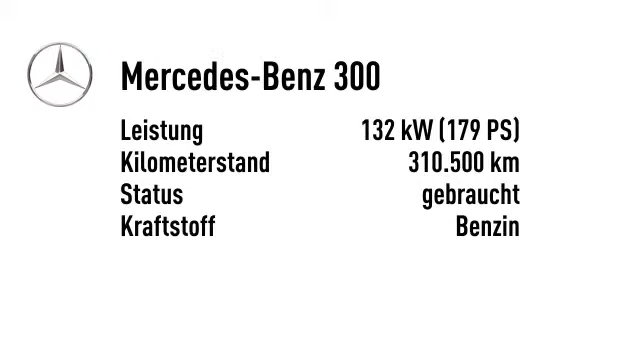 Mercedes-Benz 300
Leistung 132 kW (179 PS)
Kilometerstand 310.500 km
Status gebraucht
Kraftstoff Benzin